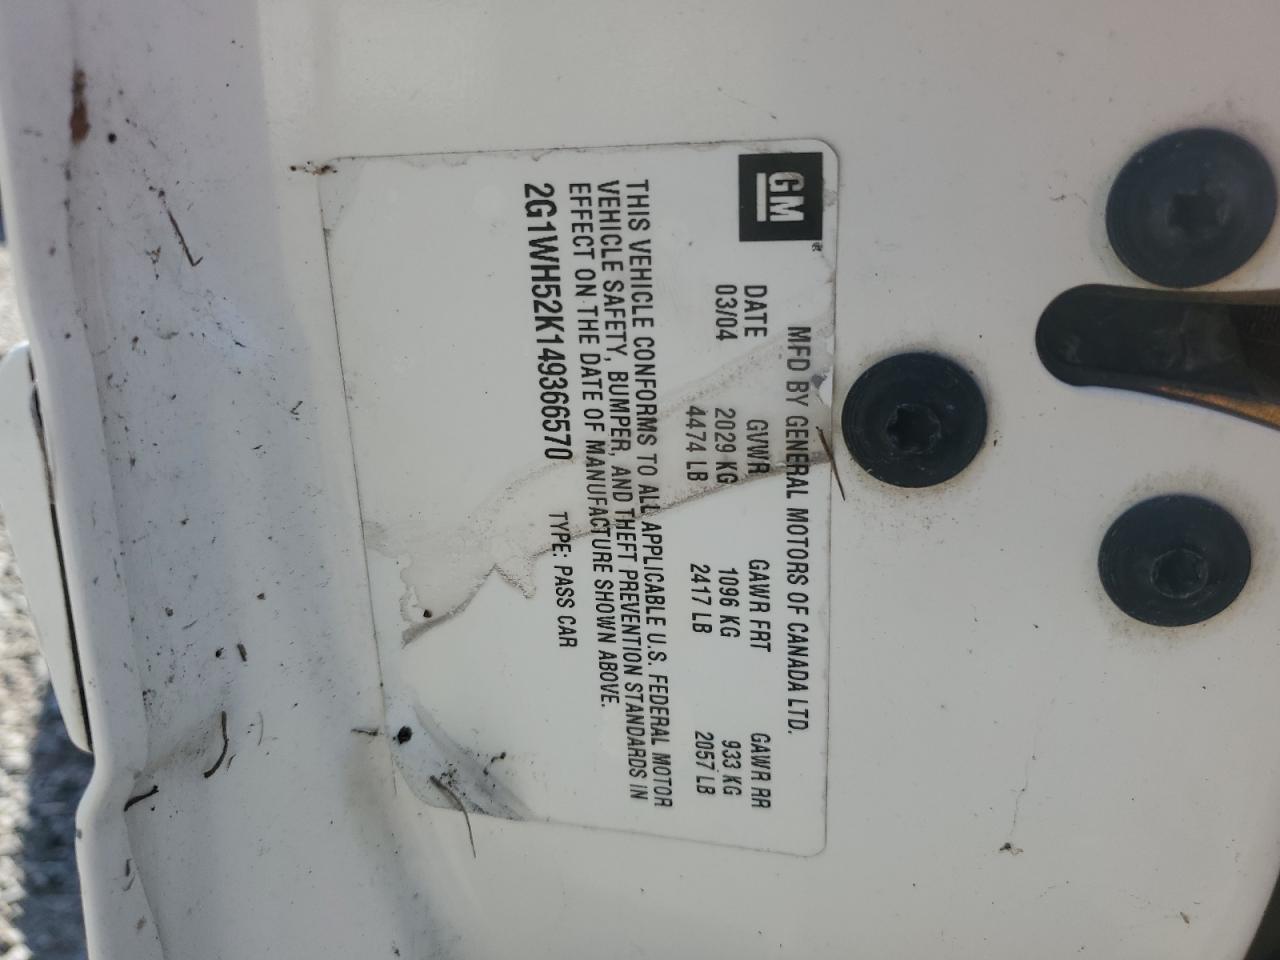 GM
MFD BY GENERAL MOTORS OF CANADA LTD.
DATE GVWR GAWR FRT GAWR RR
03/04 2029 KG 1096 KG 933 KG
4474 LB 2417 LB 2057 LB
THIS VEHICLE CONFORMS TO ALL APPLICABLE U.S. FEDERAL MOTOR
VEHICLE SAFETY, BUMPER, AND THEFT PREVENTION STANDARDS IN
EFFECT ON THE DATE OF MANUFACTURE SHOWN ABOVE.
2G1WH52K149366570 TYPE: PASS CAR